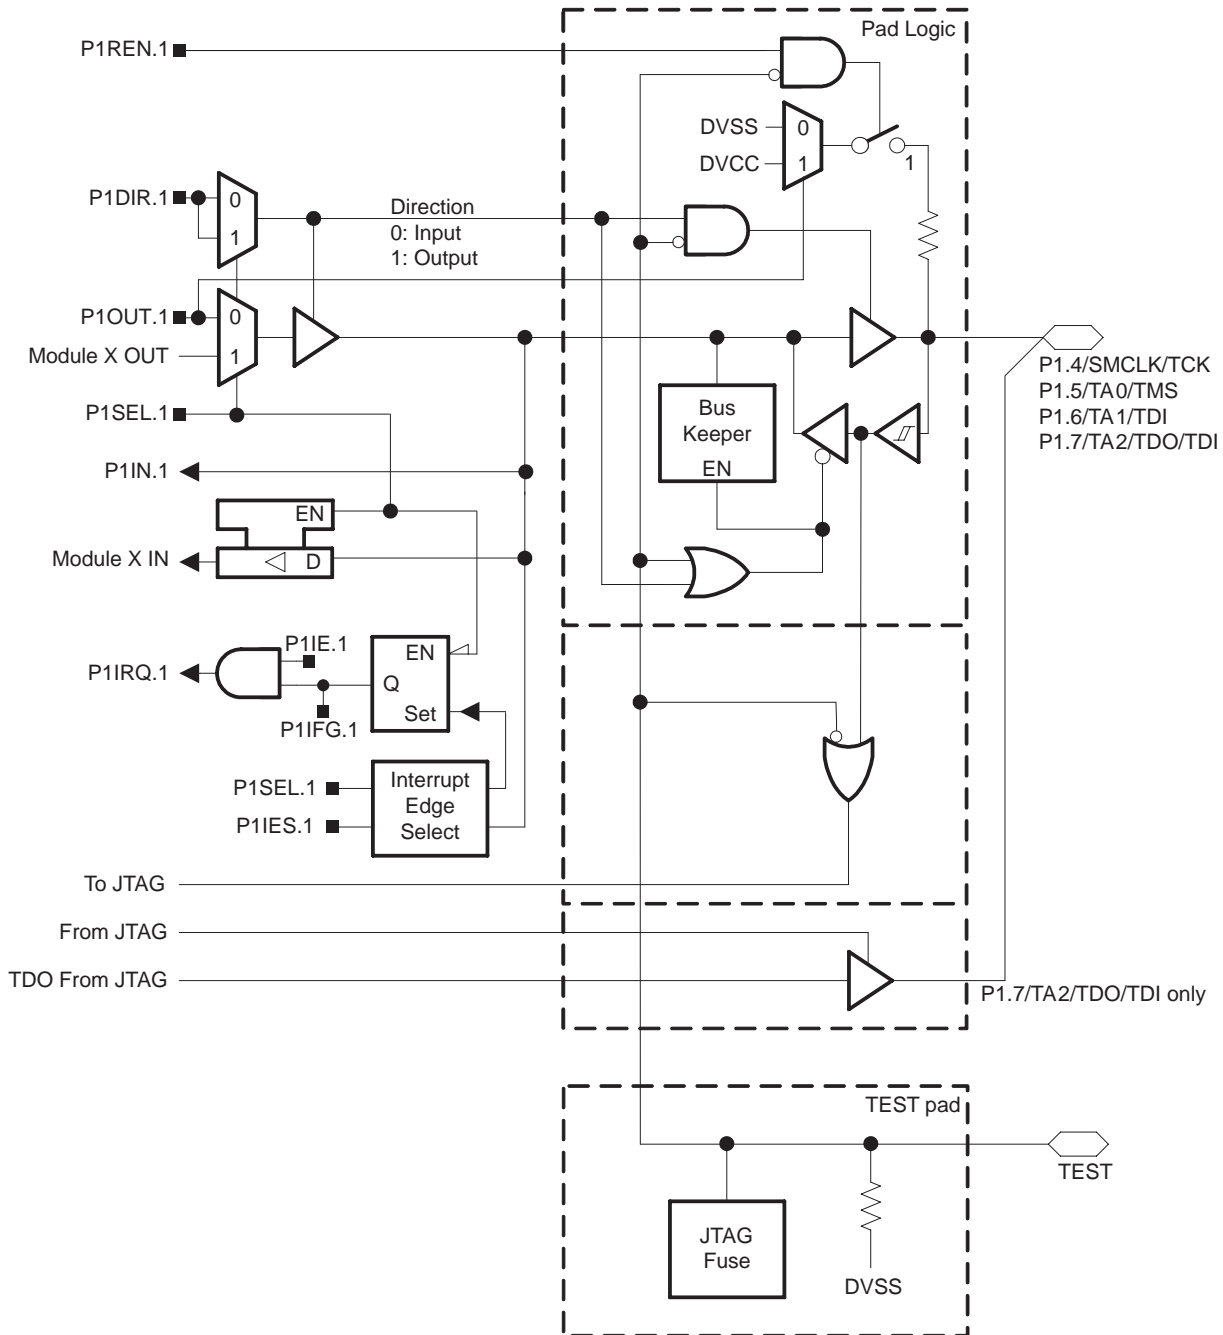 Pad Logic
P1REN.1
DVSS
0
DVCC
1
1
P1DIR.1
0
1
Direction
0: Input
1: Output
P1OUT.1
0
Module X OUT
1
P1.4/SMCLK/TCK
P1.5/TA0/TMS
P1.6/TA1/TDI
P1.7/TA2/TDO/TDI
Bus
Keeper
EN
P1SEL.1
P1IN.1
EN
Module X IN
D
P1IE.1
EN
P1IRQ.1
Q
Set
P1IFG.1
P1SEL.1
P1IES.1
Interrupt
Edge
Select
To JTAG
From JTAG
TDO From JTAG
P1.7/TA2/TDO/TDI only
TEST pad
TEST
JTAG
Fuse
DVSS